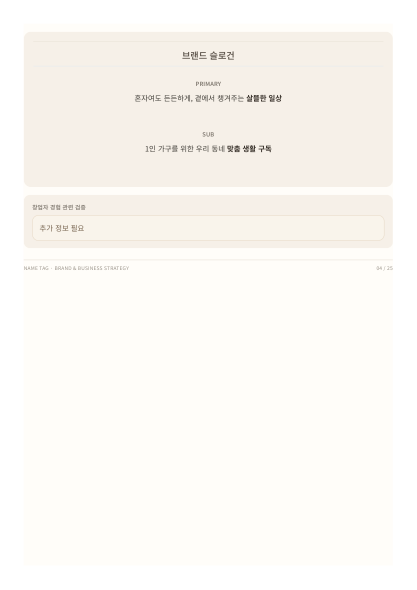 브랜드 슬로건
PRIMARY
혼자여도 든든하게, 곁에서 챙겨주는 살뜰한 일상
SUB
1인 가구를 위한 우리 동네 맞춤 생활 구독
창업자 경험 관련 검증
추가 정보 필요
NAME TAG · BRAND & BUSINESS STRATEGY
04 / 25